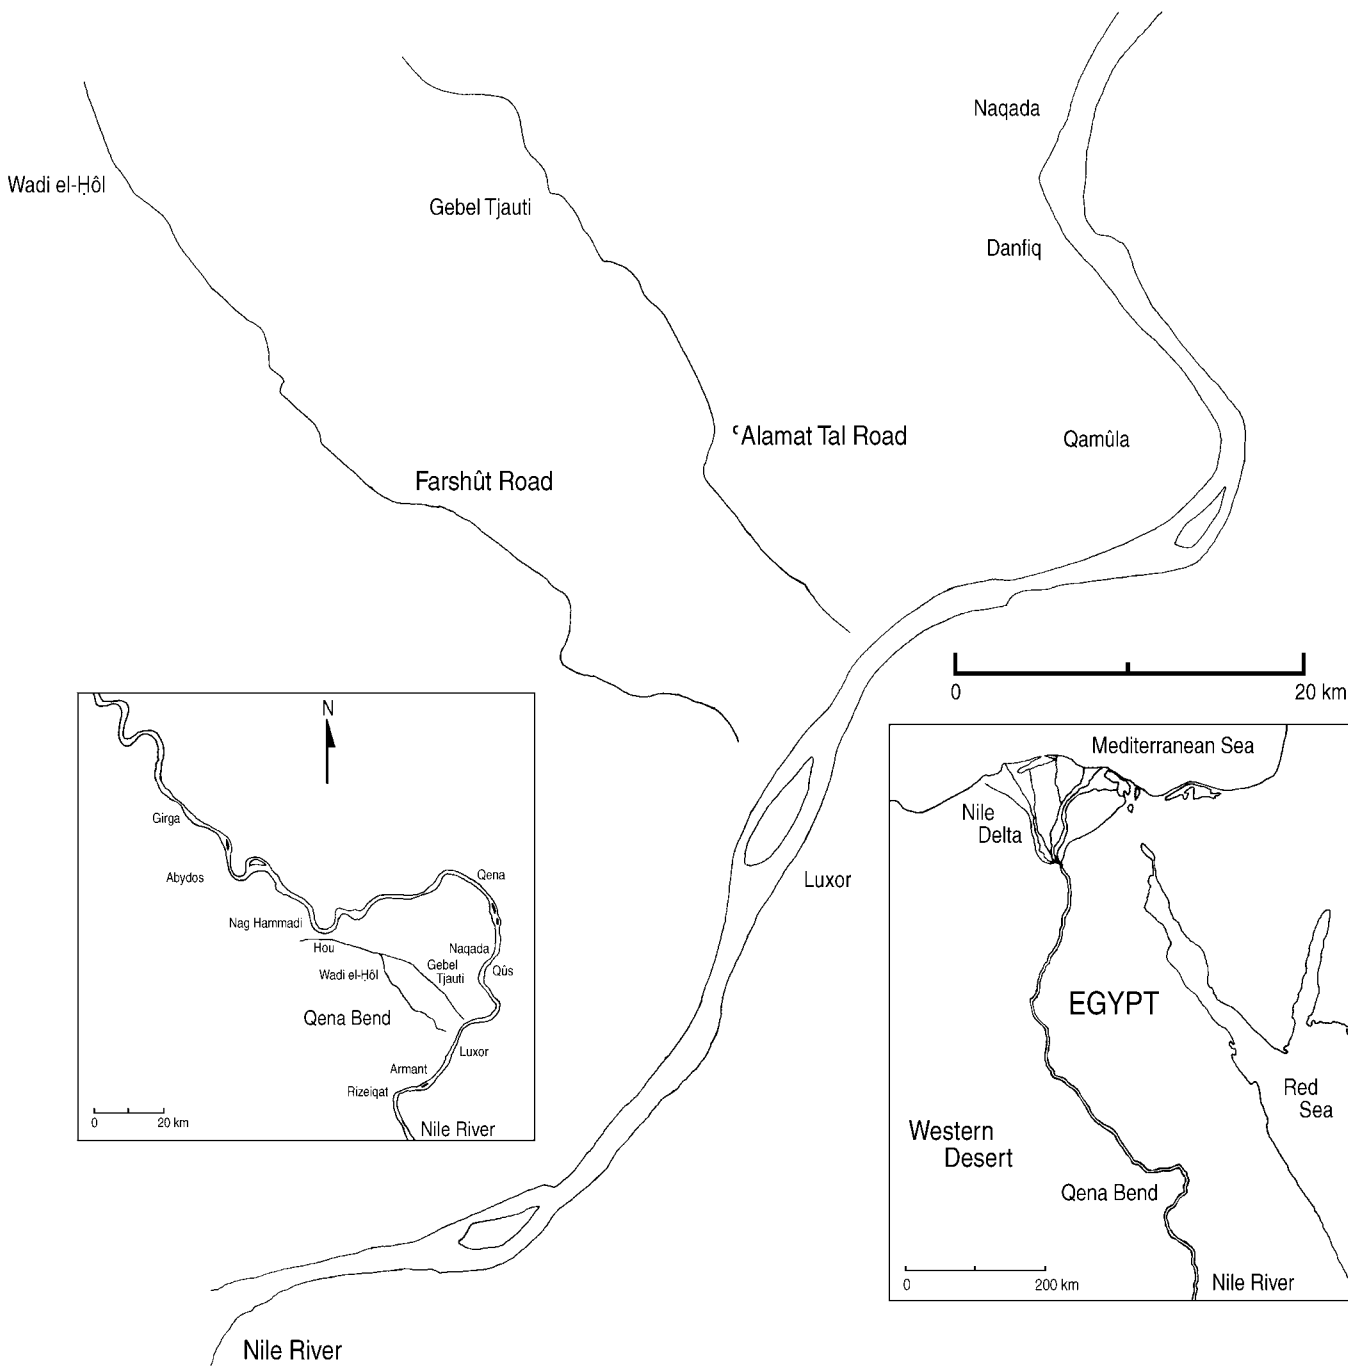 Naqada
Wadi el-Ḥôl
Gebel Tjauti
Danfiq
ʿAlamat Tal Road
Qamûla
Farshût Road
0
20 km
Luxor
Nile River
N
Girga
Abydos
Qena
Nag Hammadi
Hou
Naqada
Wadi el-Ḥôl
Gebel
Tjauti
Qûs
Qena Bend
Luxor
Armant
Rizeiqat
0
20 km
Nile River
Mediterranean Sea
Nile
Delta
EGYPT
Red
Sea
Western
Desert
Qena Bend
0
200 km
Nile River